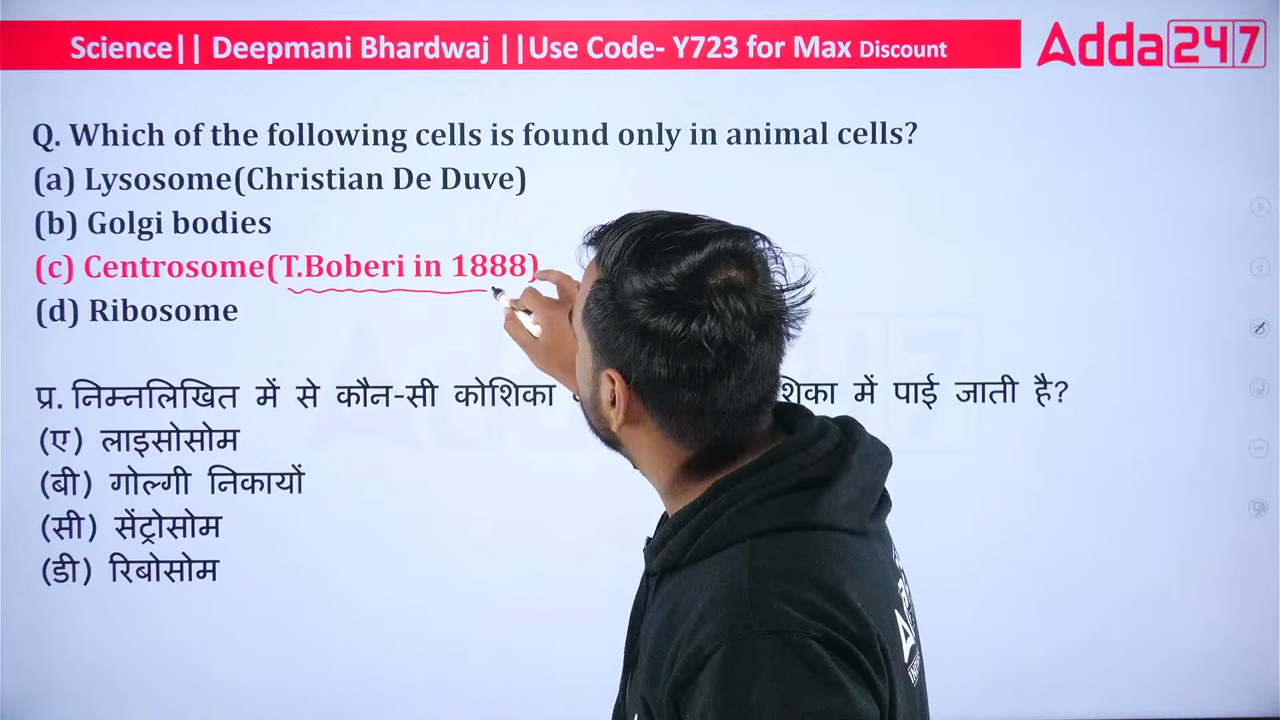 Science|| Deepmani Bhardwaj ||Use Code- Y723 for Max Discount
Adda247
Q. Which of the following cells is found only in animal cells?
(a) Lysosome(Christian De Duve)
(b) Golgi bodies
(c) Centrosome(T.Boberi in 1888)
(d) Ribosome
प्र. निम्नलिखित में से कौन-सी कोशिका में पाई जाती है?
(ए) लाइसोसोम
(बी) गोल्गी निकायों
(सी) सेंट्रोसोम
(डी) रिबोसोम